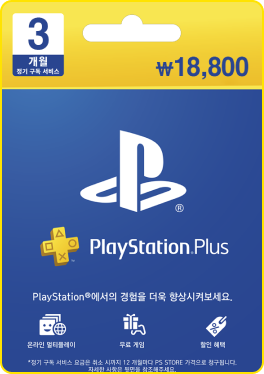 3
개월
정기 구독 서비스
₩18,800
PlayStation®Plus
PlayStation®에서의 경험을 더욱 향상시켜보세요.
온라인 멀티플레이 무료 게임 할인 혜택
*정기 구독 서비스 요금은 취소 시까지 12 개월마다 PS STORE 가격으로 청구됩니다.
자세한 사항은 뒷면을 참조해주세요.